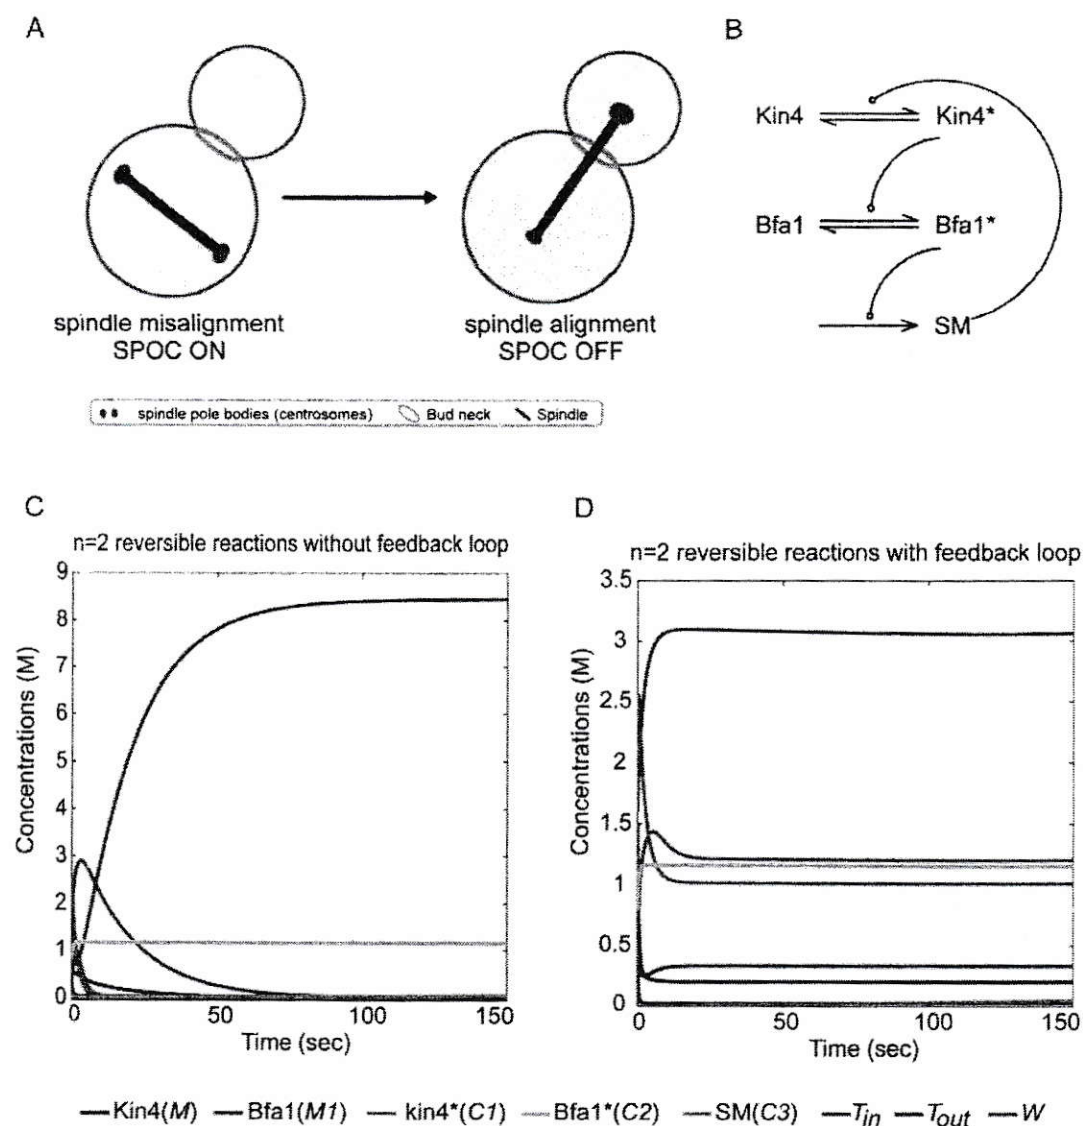 A
B
Kin4 Kin4*
Bfa1 Bfa1*
SM
spindle misalignment
SPOC ON
spindle alignment
SPOC OFF
spindle pole bodies (centrosomes) Bud neck Spindle
C
D
n=2 reversible reactions without feedback loop
n=2 reversible reactions with feedback loop
Concentrations (M)
9
8
7
6
5
4
3
2
1
0
0 50 100 150
Time (sec)
Concentrations (M)
3.5
3
2.5
2
1.5
1
0.5
0
0 50 100 150
Time (sec)
Kin4(M) Bfa1(M1) kin4*(C1) Bfa1*(C2) SM(C3) Tin Tout W